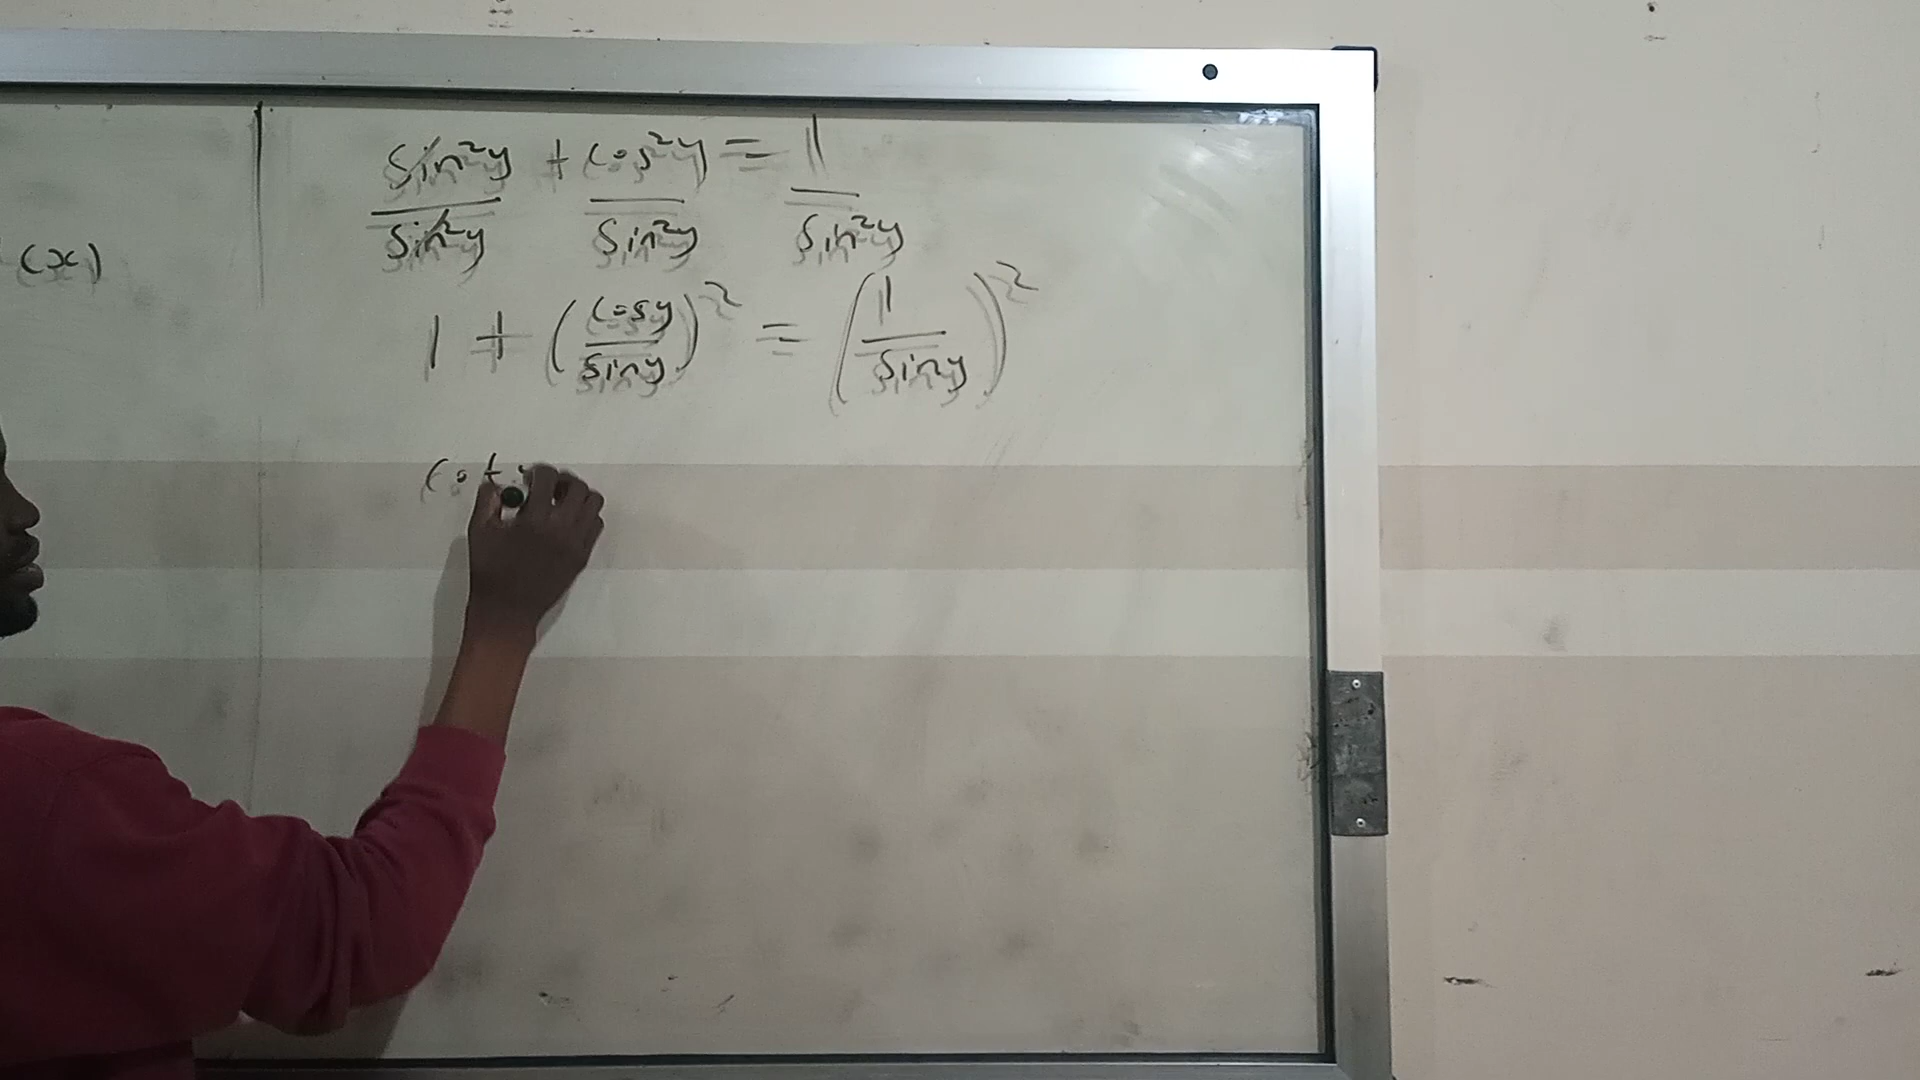 (x)
sin²y/sin²y + cos²y/sin²y = 1/sin²y
1 + (cosy/siny)² = (1/siny)²
cot y